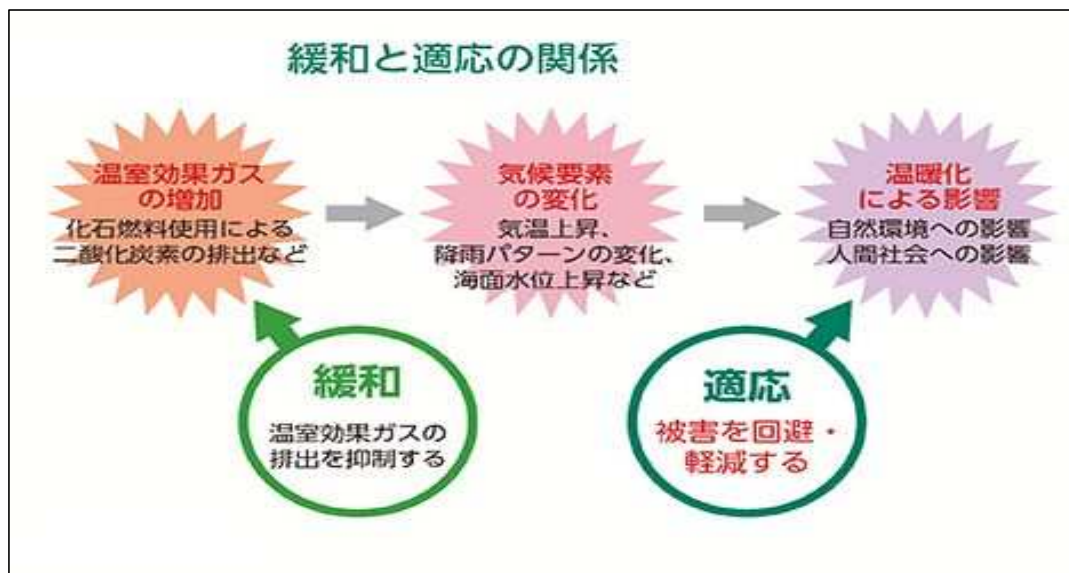 緩和と適応の関係
温室効果ガス
の増加
化石燃料使用による
二酸化炭素の排出など
気候要素
の変化
気温上昇、
降雨パターンの変化、
海面水位上昇など
温暖化
による影響
自然環境への影響
人間社会への影響
緩和
温室効果ガスの
排出を抑制する
適応
被害を回避・
軽減する